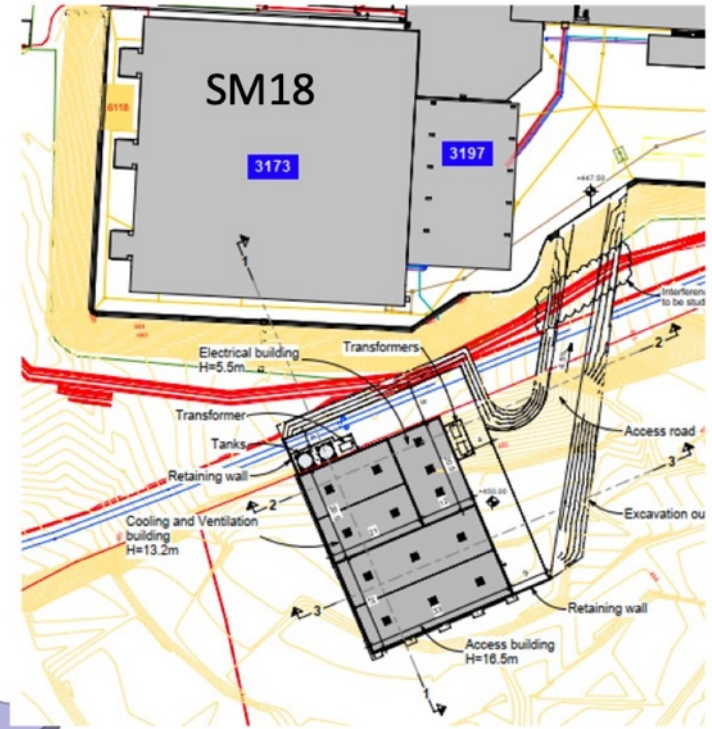 SM18
6118
3173
3197
+447.50
1
Interferenc
to be stud
Electrical building
H=5.5m
Transformers
2
Transformer
Access road
Tanks
3
Retaining wall
+450.00
2
Excavation ou
Cooling and Ventilation
building
H=13.2m
3
Retaining wall
Access building
H=16.5m
1